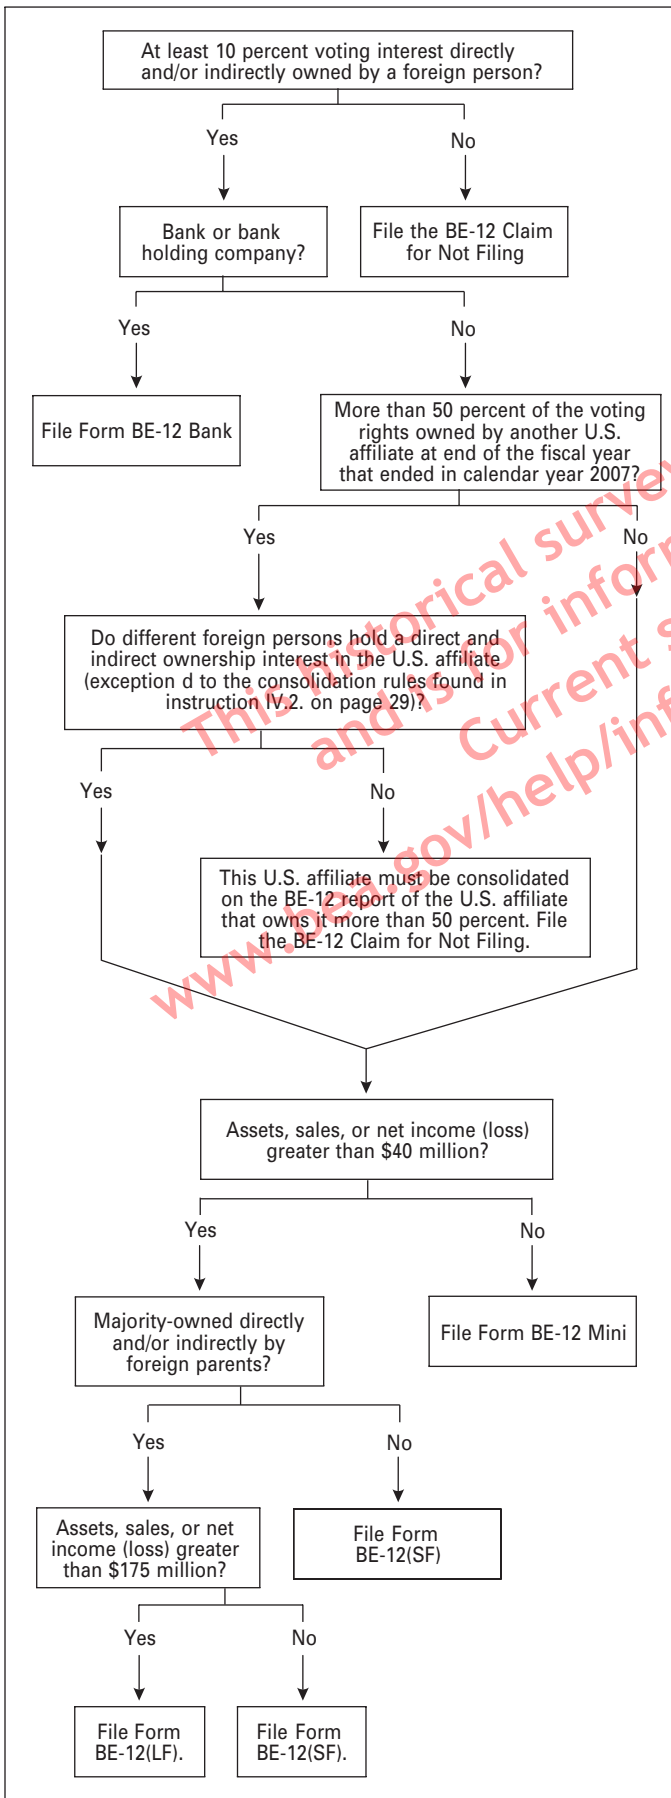 At least 10 percent voting interest directly
and/or indirectly owned by a foreign person?
Yes
No
Bank or bank
holding company?
File the BE-12 Claim
for Not Filing
Yes
No
File Form BE-12 Bank
More than 50 percent of the voting
rights owned by another U.S.
affiliate at end of the fiscal year
that ended in calendar year 2007?
Yes
No
Do different foreign persons hold a direct and
indirect ownership interest in the U.S. affiliate
(exception d to the consolidation rules found in
instruction IV.2. on page 29)?
Yes
No
This U.S. affiliate must be consolidated
on the BE-12 report of the U.S. affiliate
that owns it more than 50 percent. File
the BE-12 Claim for Not Filing.
Assets, sales, or net income (loss)
greater than $40 million?
Yes
No
Majority-owned directly
and/or indirectly by
foreign parents?
File Form BE-12 Mini
Yes
No
Assets, sales, or net
income (loss) greater
than $175 million?
File Form
BE-12(SF)
Yes
No
File Form
BE-12(LF).
File Form
BE-12(SF).
This historical survey
and is for
Current
www.bea.gov/help/